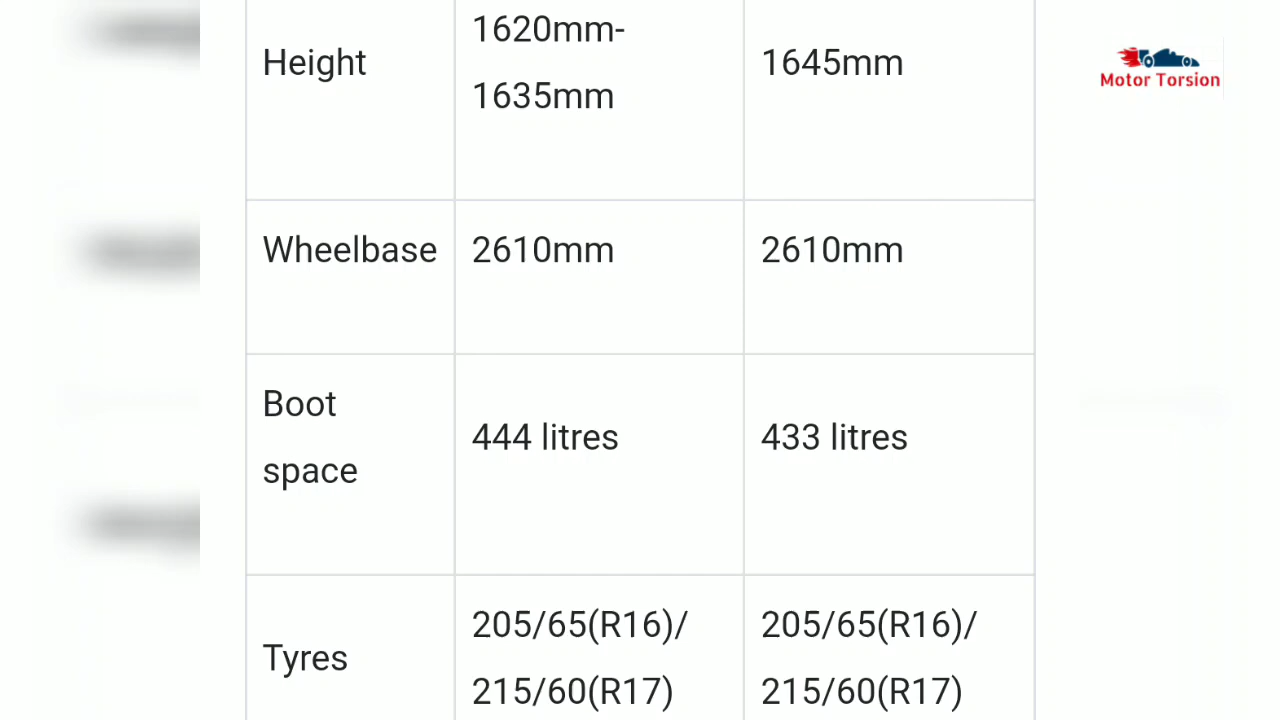 Height
1620mm-
1635mm
1645mm
Motor Torsion
Wheelbase
2610mm
2610mm
Boot
space
444 litres
433 litres
Tyres
205/65(R16)/
215/60(R17)
205/65(R16)/
215/60(R17)